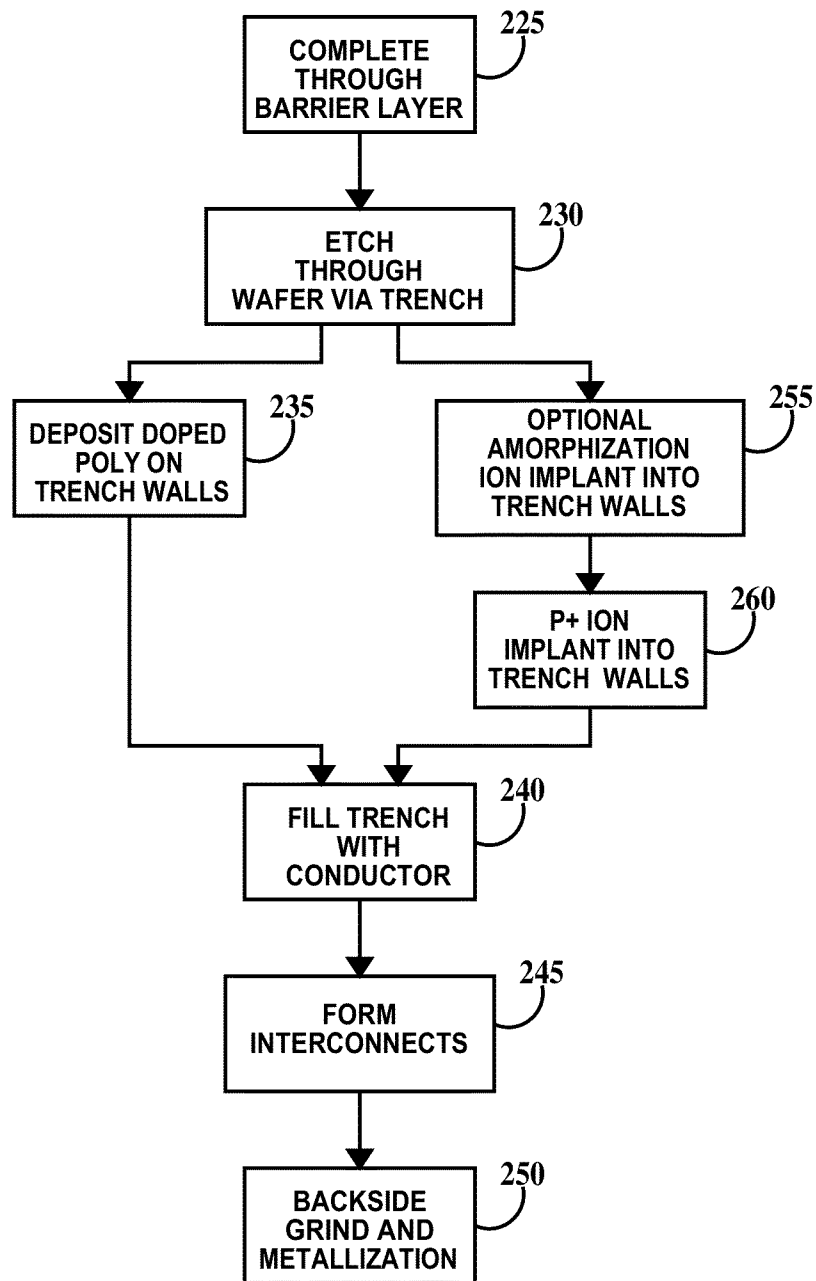 225
COMPLETE
THROUGH
BARRIER LAYER
230
ETCH
THROUGH
WAFER VIA TRENCH
235
DEPOSIT DOPED
POLY ON
TRENCH WALLS
255
OPTIONAL
AMORPHIZATION
ION IMPLANT INTO
TRENCH WALLS
260
P+ ION
IMPLANT INTO
TRENCH WALLS
240
FILL TRENCH
WITH
CONDUCTOR
245
FORM
INTERCONNECTS
250
BACKSIDE
GRIND AND
METALLIZATION